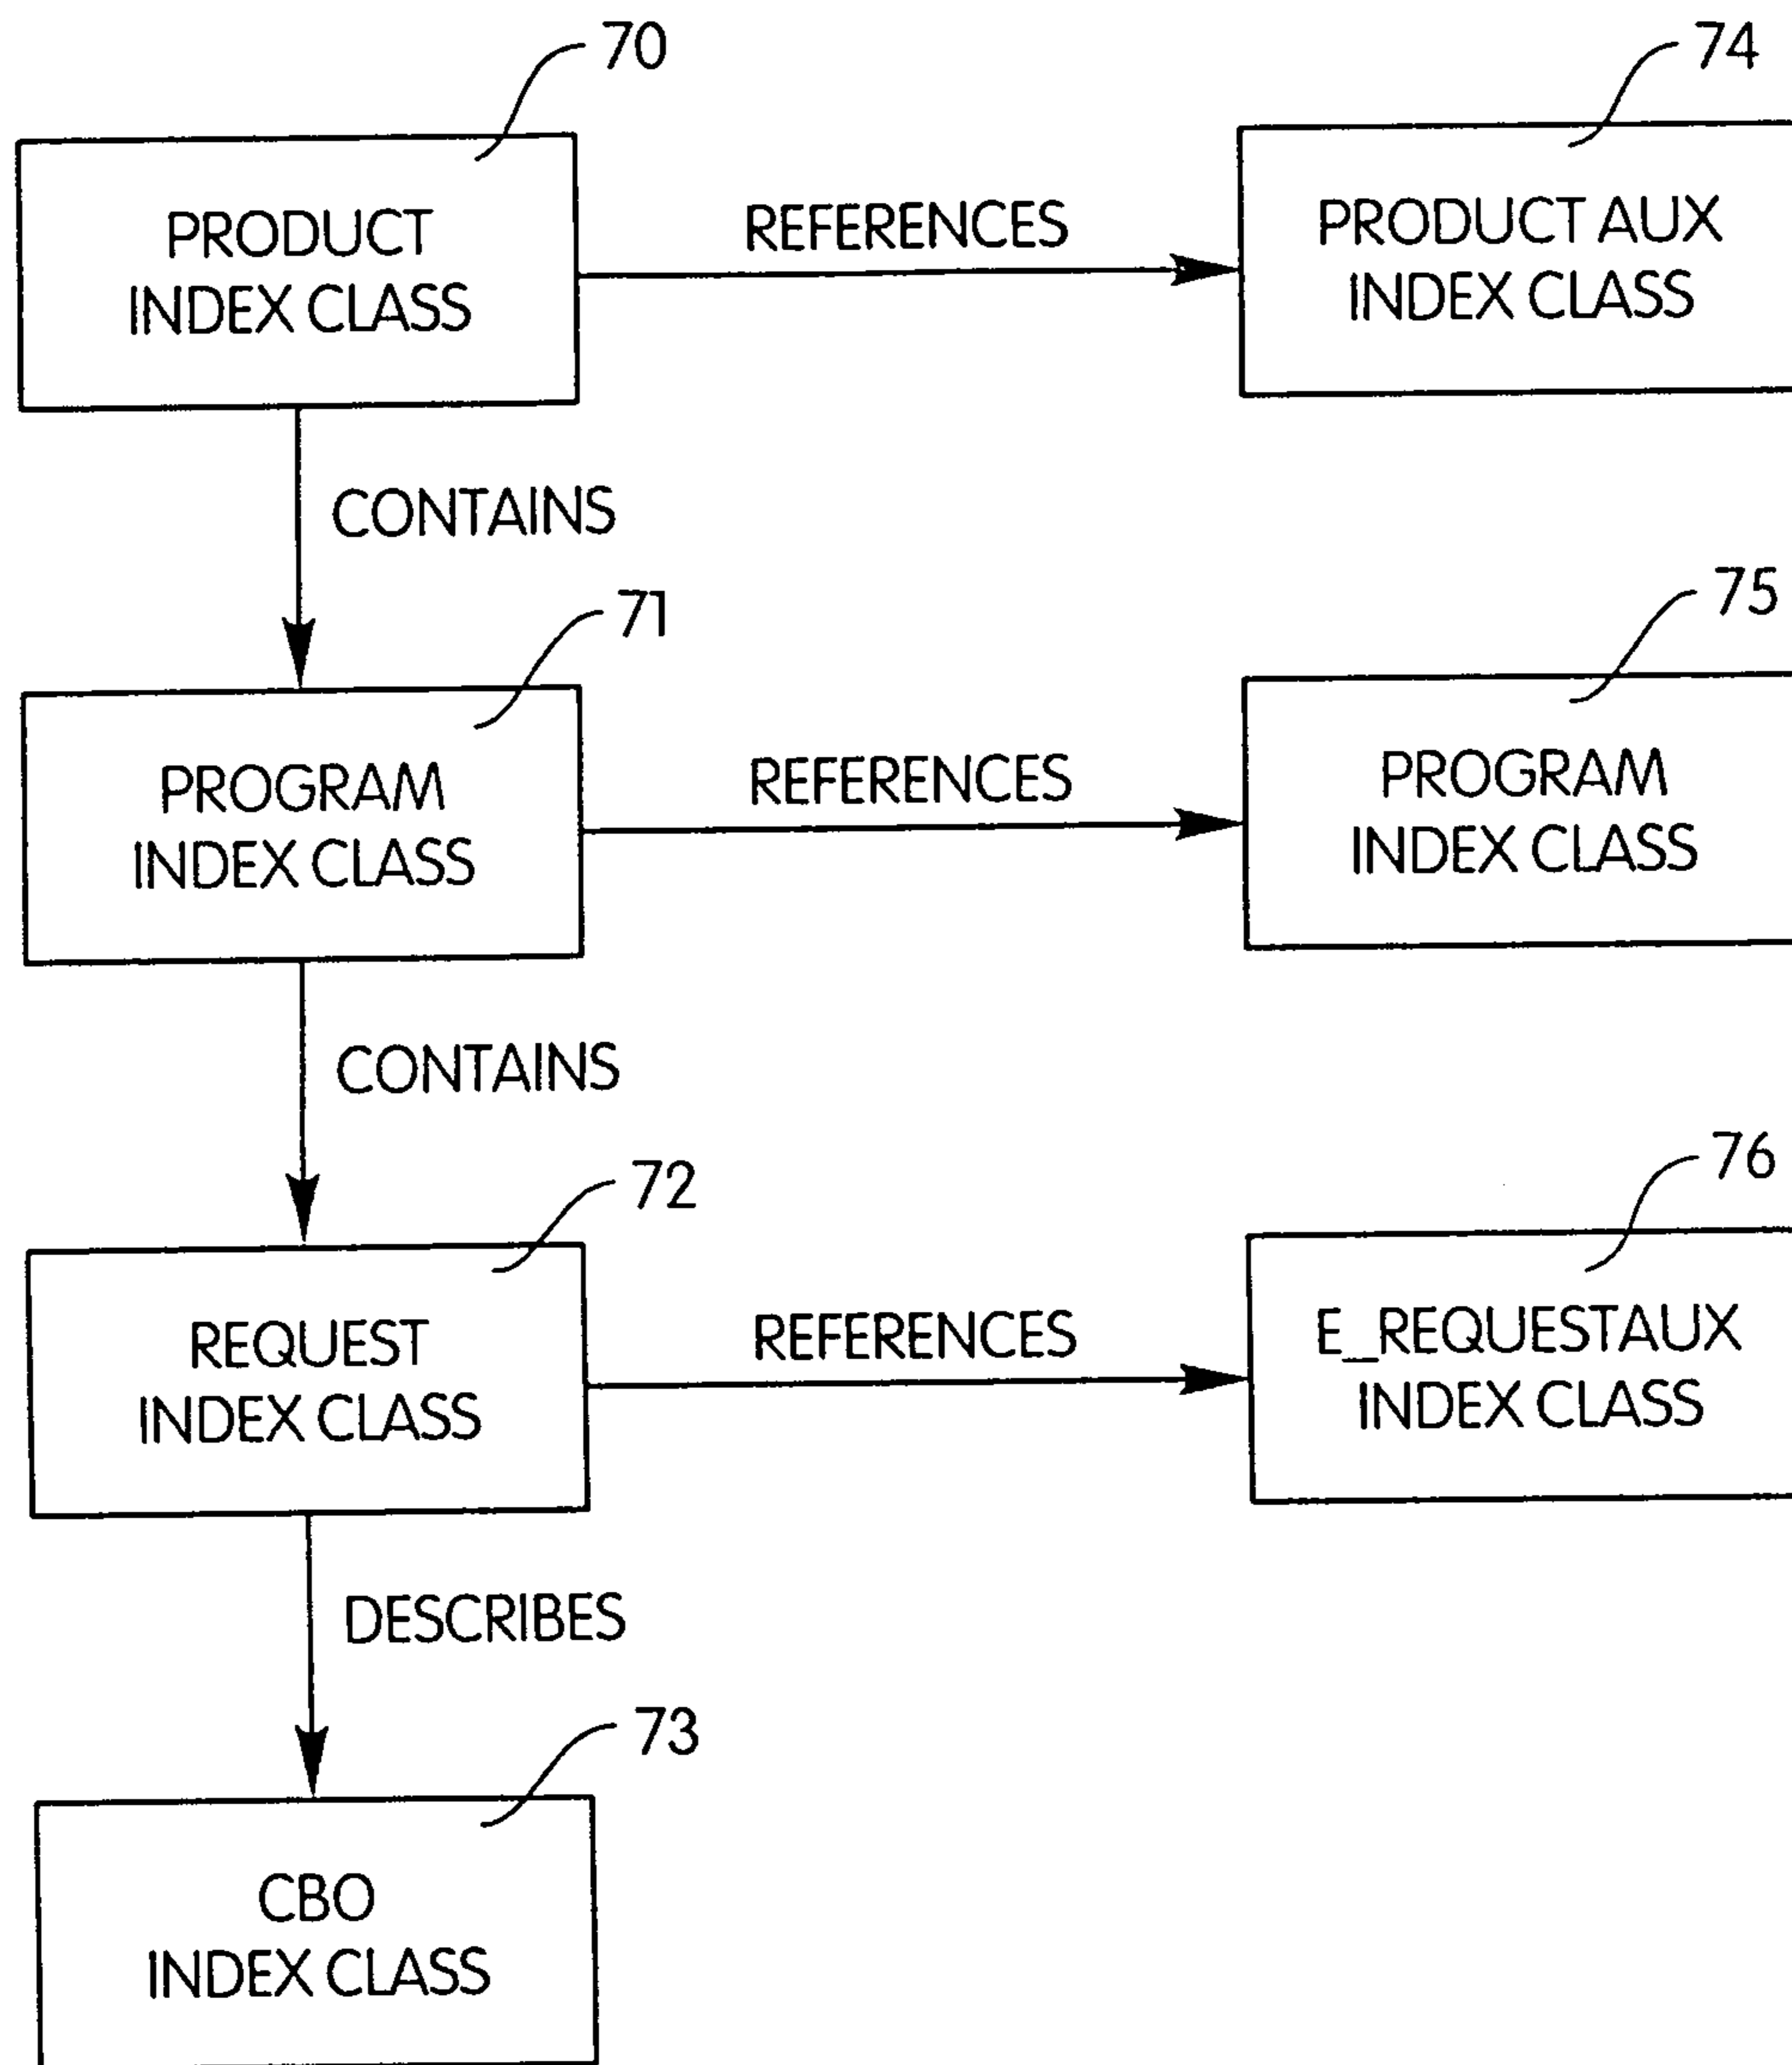 70
74
PRODUCT
INDEX CLASS
REFERENCES
PRODUCT AUX
INDEX CLASS
CONTAINS
71
75
PROGRAM
INDEX CLASS
REFERENCES
PROGRAM
INDEX CLASS
CONTAINS
72
76
REQUEST
INDEX CLASS
REFERENCES
E_REQUESTAUX
INDEX CLASS
DESCRIBES
73
CBO
INDEX CLASS